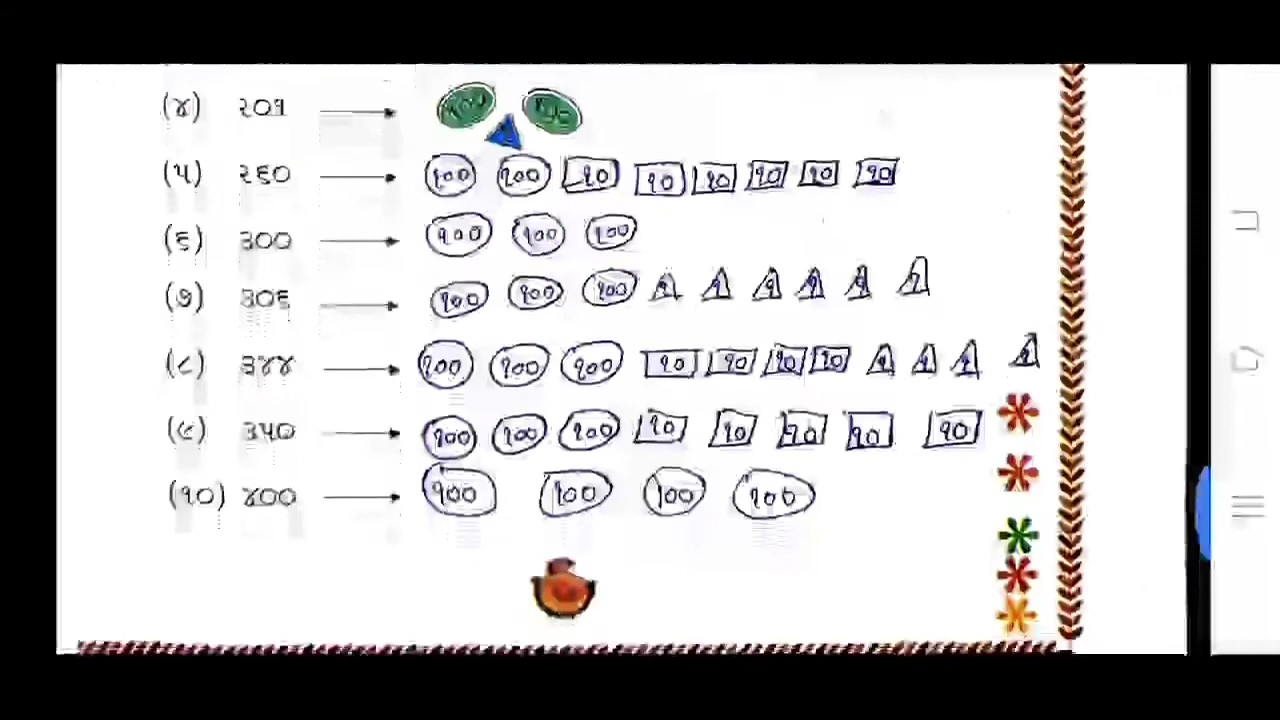 (૪) ૨૦૧
(૫) ૨૬૦ ૧૦૦ ૧૦૦ ૧૦ ૧૦ ૧૦ ૧૦ ૧૦ ૧૦
(૬) ૩૦૦ ૧૦૦ ૧૦૦ ૧૦૦
(૭) ૩૦૬ ૧૦૦ ૧૦૦ ૧૦૦ ૧ ૧ ૧ ૧ ૧ ૧
(૮) ૩૪૪ ૧૦૦ ૧૦૦ ૧૦૦ ૧૦ ૧૦ ૧૦ ૧૦ ૧ ૧ ૧ ૧
(૯) ૩૫૦ ૧૦૦ ૧૦૦ ૧૦૦ ૧૦ ૧૦ ૧૦ ૧૦ ૧૦
(૧૦) ૪૦૦ ૧૦૦ ૧૦૦ ૧૦૦ ૧૦૦